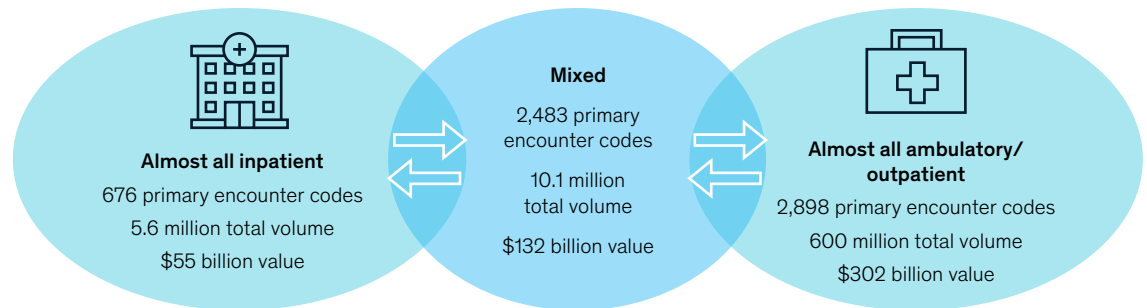 Almost all inpatient
676 primary encounter codes
5.6 million total volume
$55 billion value
Mixed
2,483 primary
encounter codes
10.1 million
total volume
$132 billion value
Almost all ambulatory/
outpatient
2,898 primary encounter codes
600 million total volume
$302 billion value